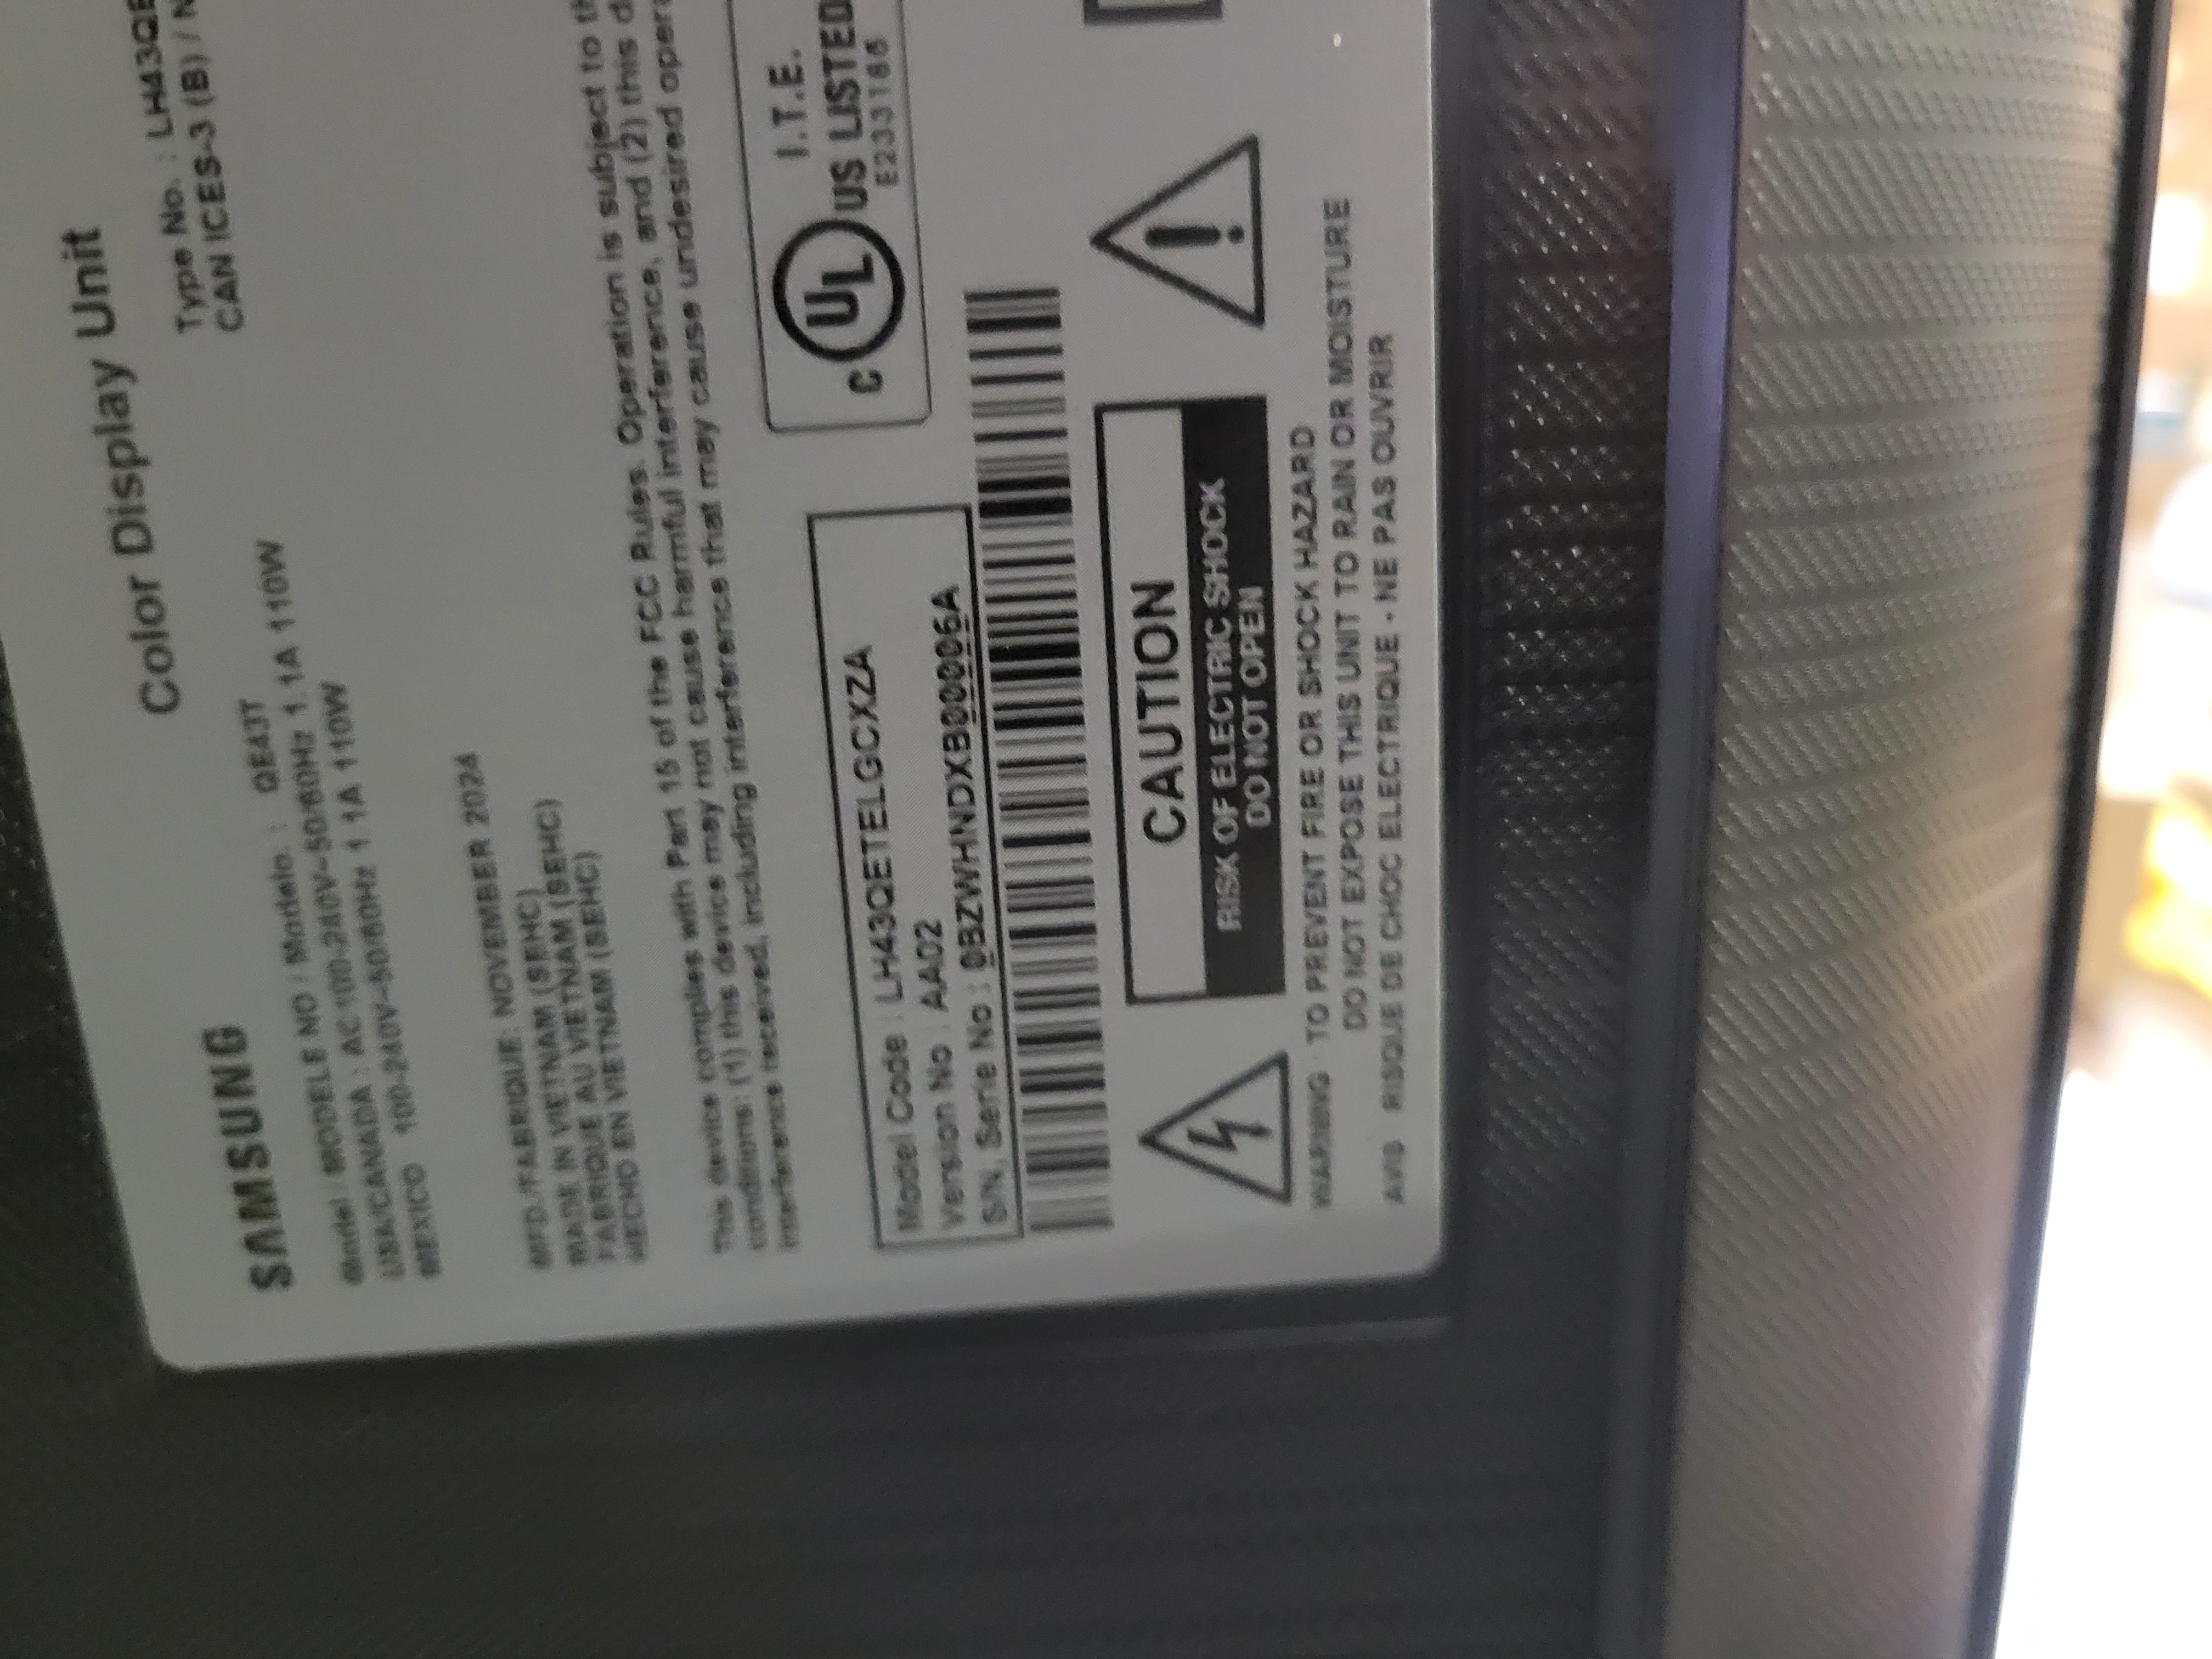 Color Display Unit
SAMSUNG
Model / MODELE NO / Modelo. : QE43T
Type No. : LH43QE
USA/CANADA : AC100-240V~50/60Hz 1.1A 110W
CAN ICES-3 (B) / N
MEXICO 100-240V~50/60Hz 1.1A 110W
MFD./FABRIQUE: NOVEMBER 2024
MADE IN VIETNAM (SEHC)
FABRIQUE AU VIETNAM (SEHC)
HECHO EN VIETNAM (SEHC)
This device complies with Part 15 of the FCC Rules. Operation is subject to th
conditions: (1) this device may not cause harmful interference, and (2) this d
interference received, including interference that may cause undesired opera
Model Code : LH43QETELGCXZA
Version No : AA02
S/N, Serie No : 0BZWHNDXB00006A
I.T.E.
C UL US LISTED
E233166
CAUTION
RISK OF ELECTRIC SHOCK
DO NOT OPEN
WARNING : TO PREVENT FIRE OR SHOCK HAZARD
DO NOT EXPOSE THIS UNIT TO RAIN OR MOISTURE
AVIS : RISQUE DE CHOC ELECTRIQUE - NE PAS OUVRIR